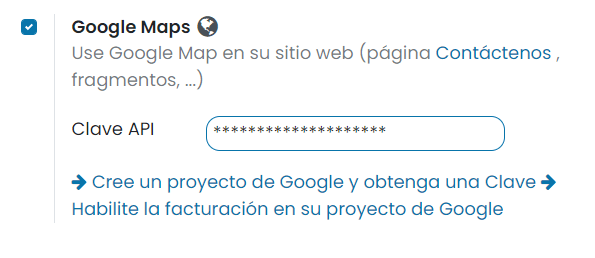 Google Maps
Use Google Map en su sitio web (página Contáctenos ,
fragmentos, ...)
Clave API ********************
→ Cree un proyecto de Google y obtenga una Clave →
Habilite la facturación en su proyecto de Google